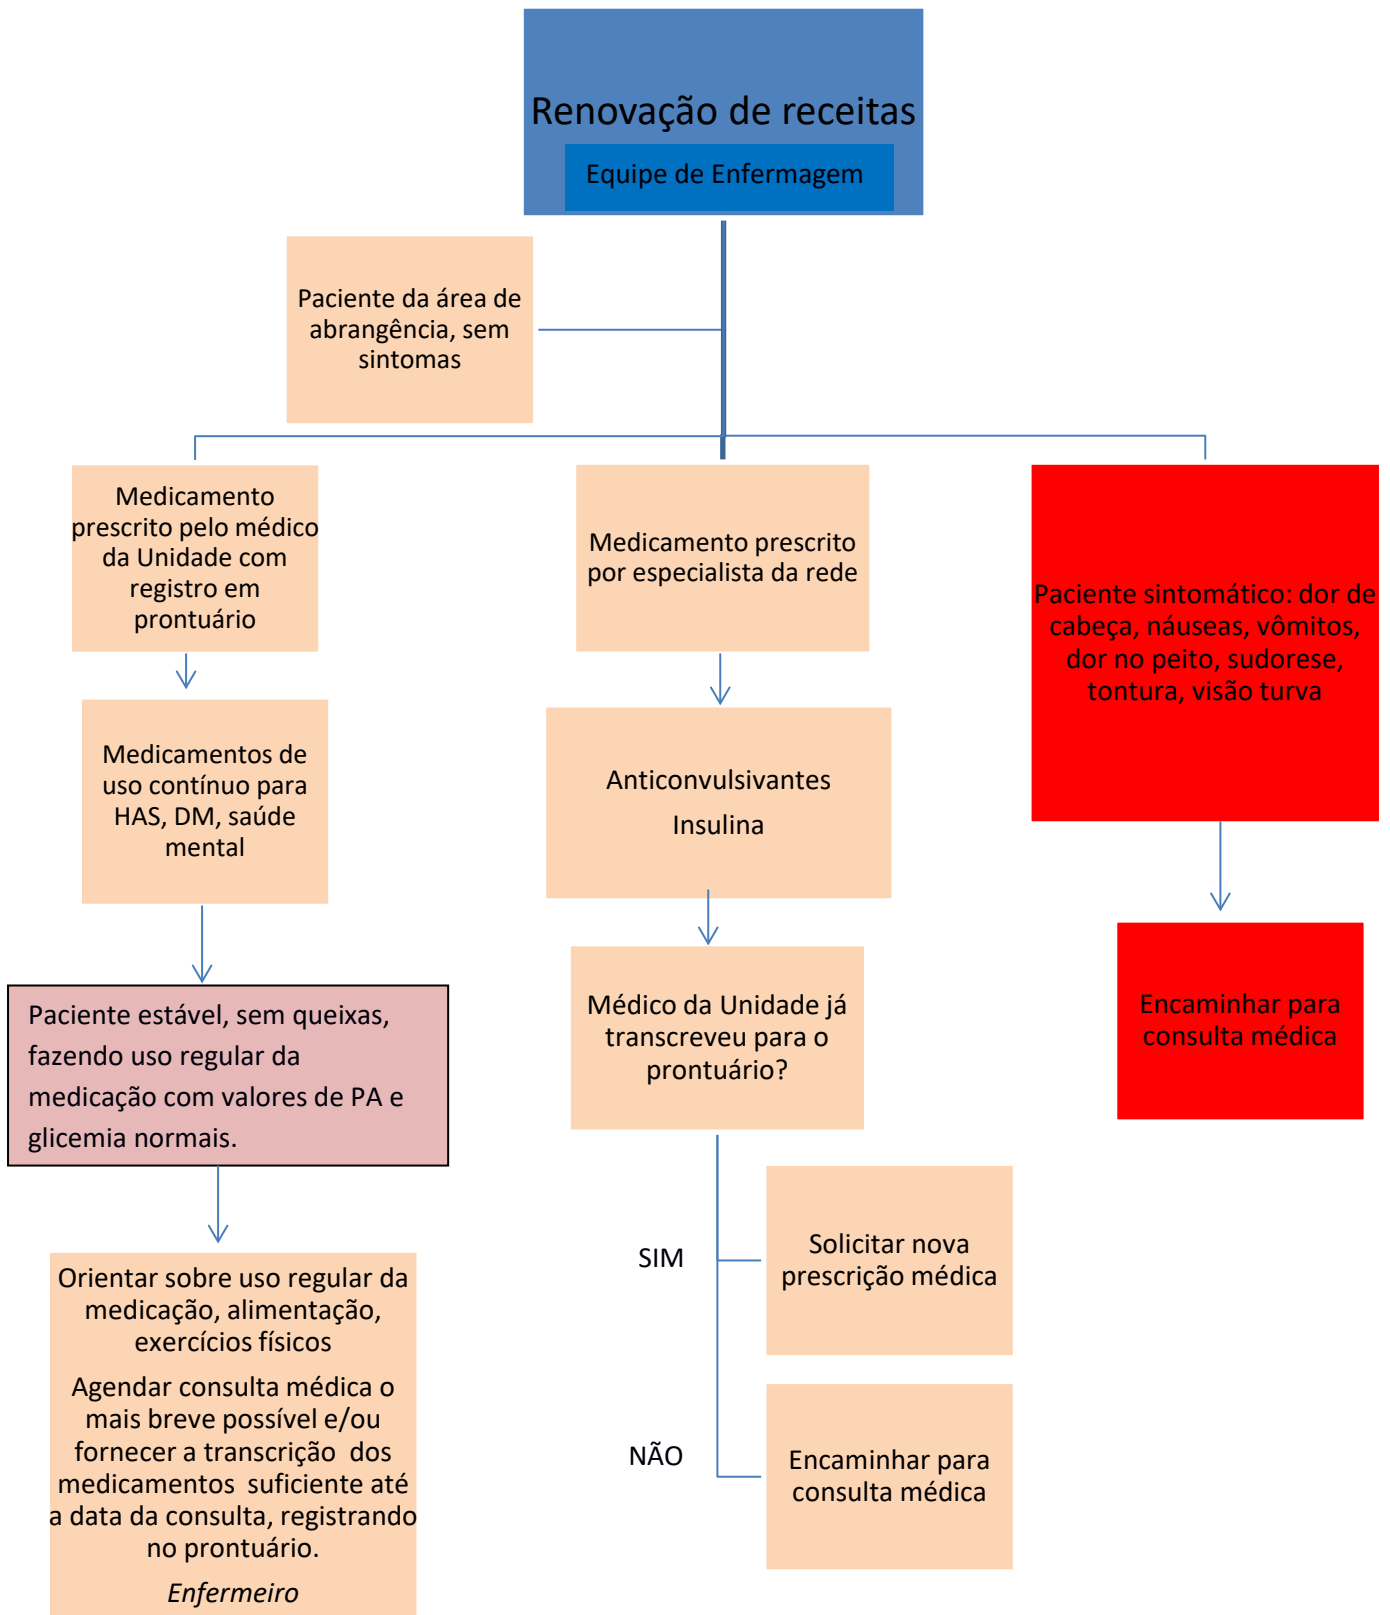 Renovação de receitas
Equipe de Enfermagem
Paciente da área de
abrangência, sem
sintomas
Medicamento
prescrito pelo médico
da Unidade com
registro em
prontuário
Medicamentos de
uso contínuo para
HAS, DM, saúde
mental
Paciente estável, sem queixas,
fazendo uso regular da
medicação com valores de PA e
glicemia normais.
Orientar sobre uso regular da
medicação, alimentação,
exercícios físicos
Agendar consulta médica o
mais breve possível e/ou
fornecer a transcrição dos
medicamentos suficiente até
a data da consulta, registrando
no prontuário.
Enfermeiro
Medicamento prescrito
por especialista da rede
Anticonvulsivantes
Insulina
Médico da Unidade já
transcreveu para o
prontuário?
SIM
Solicitar nova
prescrição médica
NÃO
Encaminhar para
consulta médica
Paciente sintomático: dor de
cabeça, náuseas, vômitos,
dor no peito, sudorese,
tontura, visão turva
Encaminhar para
consulta médica